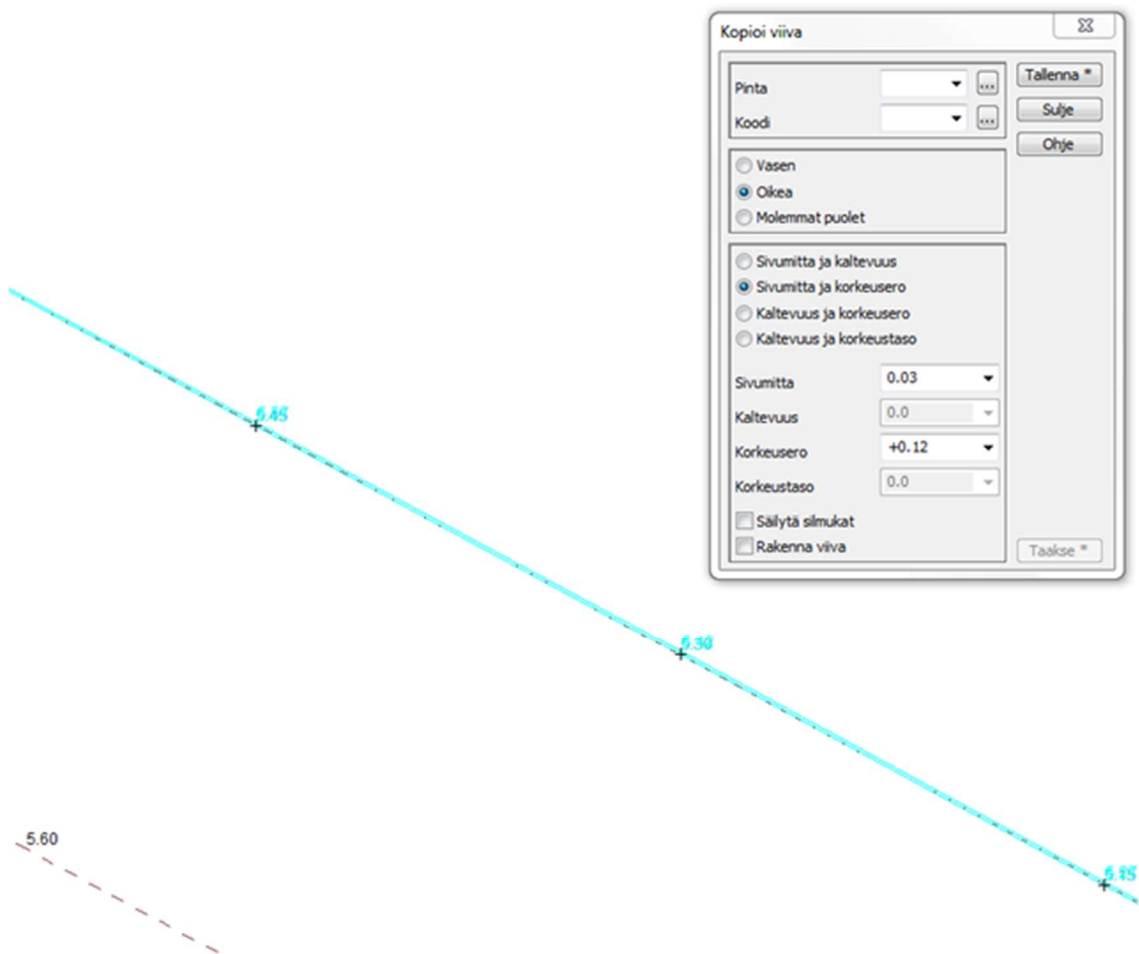 Kopioi viiva
Pinta
...
Tallenna *
Koodi
...
Sulje
Ohje
Vasen
Oikea
Molemmat puolet
Sivumitta ja kaltevuus
Sivumitta ja korkeusero
Kaltevuus ja korkeusero
Kaltevuus ja korkeustaso
Sivumitta 0.03
Kaltevuus 0.0
Korkeusero +0.12
Korkeustaso 0.0
Säilytä silmukat
Rakenna viiva
Taakse *
5.60